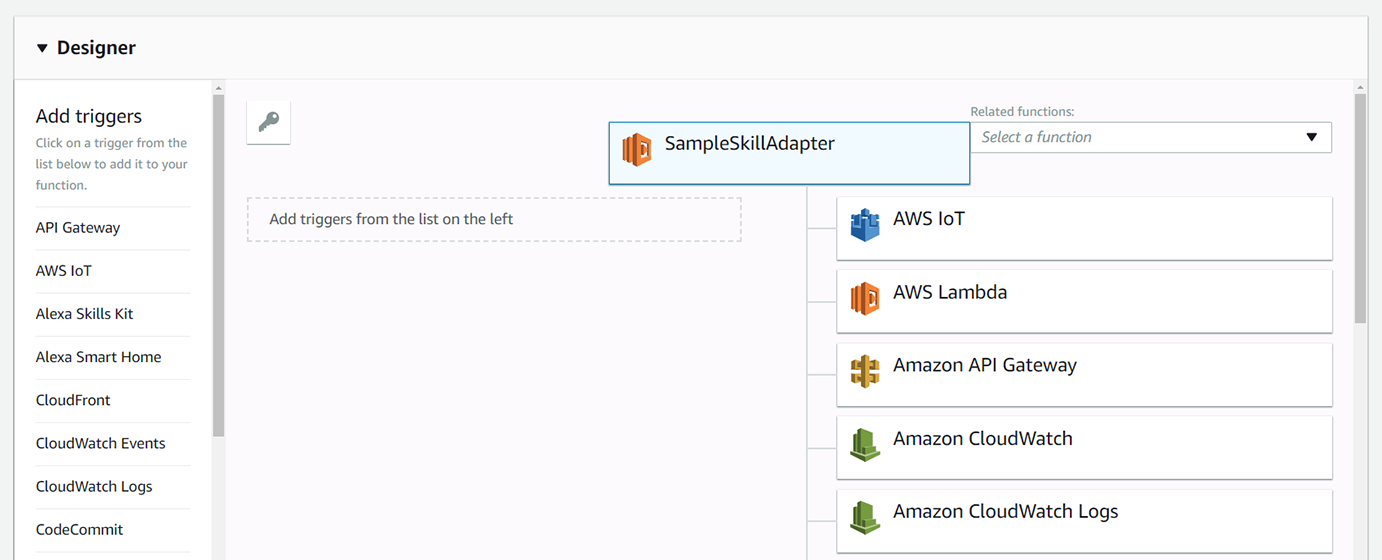 Designer
Add triggers
Click on a trigger from the
list below to add it to your
function.
API Gateway
AWS IoT
Alexa Skills Kit
Alexa Smart Home
CloudFront
CloudWatch Events
CloudWatch Logs
CodeCommit
SampleSkillAdapter
Related functions:
Select a function
Add triggers from the list on the left
AWS IoT
AWS Lambda
Amazon API Gateway
Amazon CloudWatch
Amazon CloudWatch Logs